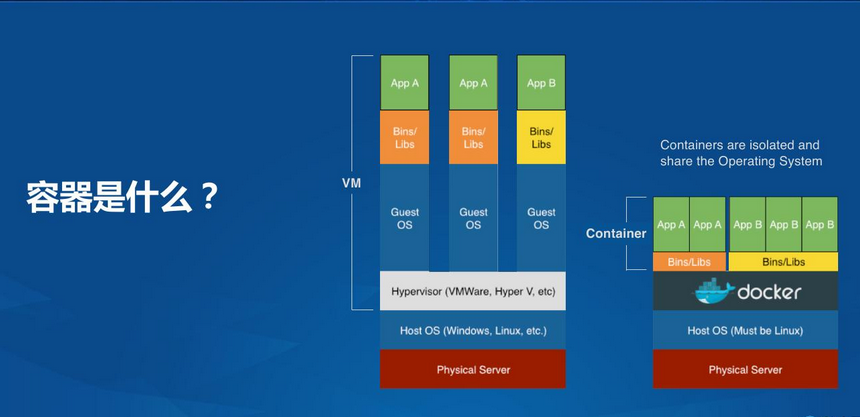 容器是什么？
VM
App A
App A
App B
Bins/
Libs
Bins/
Libs
Bins/
Libs
Guest
OS
Guest
OS
Guest
OS
Hypervisor (VMWare, Hyper V, etc)
Host OS (Windows, Linux, etc.)
Physical Server
Containers are isolated and
share the Operating System
Container
App A
App A
App B
App B
App B
Bins/Libs
Bins/Libs
docker
Host OS (Must be Linux)
Physical Server